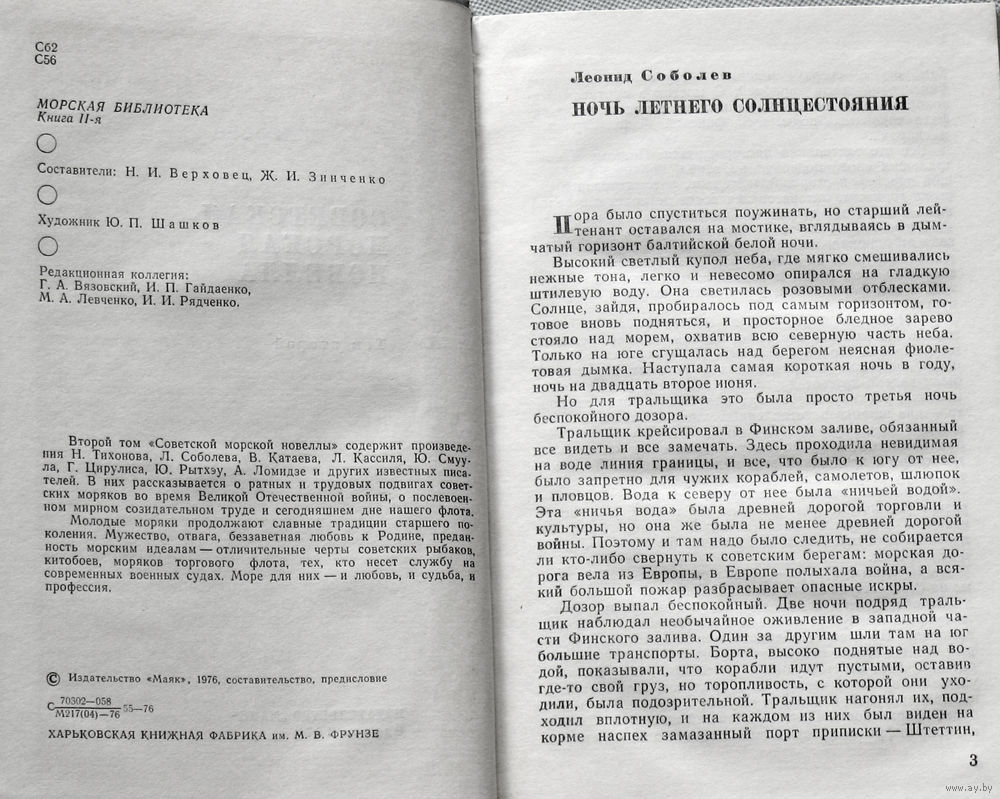 С62
С56
МОРСКАЯ БИБЛИОТЕКА
Книга II-я
Составители: Н. И. Верховец, Ж. И. Зинченко
Художник Ю. П. Шашков
Редакционная коллегия:
Г. А. Вязовский, И. П. Гайдаенко,
М. А. Левченко, И. И. Рядченко.
Второй том «Советской морской новеллы» содержит произведе-
ния Н. Тихонова, Л. Соболева, В. Катаева, Л. Кассиля, Ю. Смуу-
ла, Г. Цирулиса, Ю. Рытхэу, А. Ломидзе и других известных писа-
телей. В них рассказывается о ратных и трудовых подвигах совет-
ских моряков во время Великой Отечественной войны, о послевоен-
ном мирном созидательном труде и сегодняшнем дне нашего флота.
Молодые моряки продолжают славные традиции старшего по-
коления. Мужество, отвага, беззаветная любовь к Родине, предан-
ность морским идеалам — отличительные черты советских рыбаков,
китобоев, моряков торгового флота, тех, кто несет службу на
современных военных судах. Море для них — и любовь, и судьба, и
профессия.
© Издательство «Маяк», 1976, составительство, предисловие
С 70302—058
М217(04)—76 55—76
ХАРЬКОВСКАЯ КНИЖНАЯ ФАБРИКА им. М. В. ФРУНЗЕ
Леонид Соболев
НОЧЬ ЛЕТНЕГО СОЛНЦЕСТОЯНИЯ
Пора было спуститься поужинать, но старший лей-
тенант оставался на мостике, вглядываясь в дым-
чатый горизонт балтийской белой ночи.
Высокий светлый купол неба, где мягко смешивались
нежные тона, легко и невесомо опирался на гладкую
штилевую воду. Она светилась розовыми отблесками.
Солнце, зайдя, пробиралось под самым горизонтом, го-
товое вновь подняться, и просторное бледное зарево
стояло над морем, охватив всю северную часть неба.
Только на юге сгущалась над берегом неясная фиоле-
товая дымка. Наступала самая короткая ночь в году,
ночь на двадцать второе июня.
Но для тральщика это была просто третья ночь
беспокойного дозора.
Тральщик крейсировал в Финском заливе, обязанный
все видеть и все замечать. Здесь проходила невидимая
на воде линия границы, и все, что было к югу от нее,
было запретно для чужих кораблей, самолетов, шлюпок
и пловцов. Вода к северу от нее была «ничьей водой».
Эта «ничья вода» была древней дорогой торговли и
культуры, но она же была не менее древней дорогой
войны. Поэтому и там надо было следить, не собирается
ли кто-либо свернуть к советским берегам: морская до-
рога вела из Европы, в Европе полыхала война, а вся-
кий большой пожар разбрасывает опасные искры.
Дозор выпал беспокойный. Две ночи подряд траль-
щик наблюдал необычайное оживление в западной ча-
сти Финского залива. Один за другим шли там на юг
большие транспорты. Борта, высоко поднятые над во-
дой, показывали, что корабли идут пустыми, оставив
где-то свой груз, но торопливость, с которой они ухо-
дили, была подозрительной. Тральщик нагонял их, под-
ходил вплотную, и на каждом из них был виден на
корме наспех замазанный порт приписки — Штеттин,
3
www.ay.by